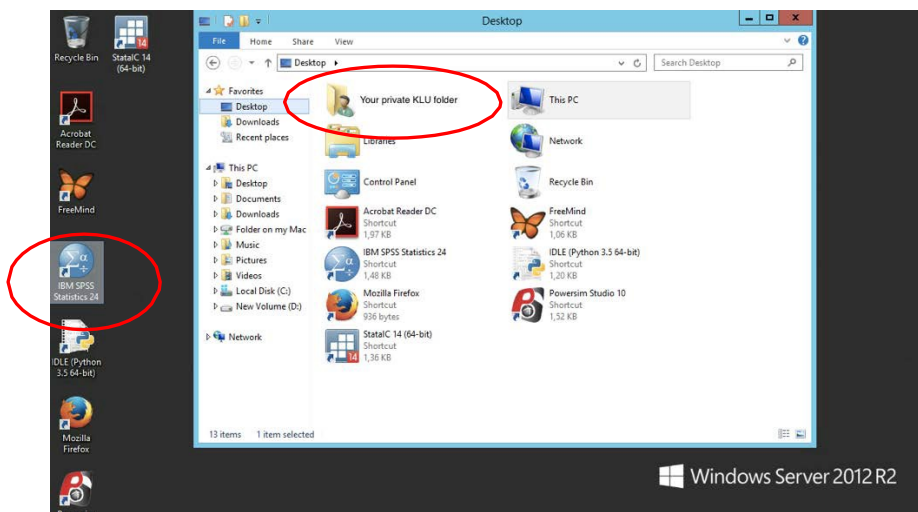 Recycle Bin
StataIC 14
(64-bit)
Acrobat
Reader DC
FreeMind
IBM SPSS
Statistics 24
IDLE (Python
3.5 64-bit)
Mozilla
Firefox
Desktop
File Home Share View
Desktop
Search Desktop
Favorites
Desktop
Downloads
Recent places
This PC
Desktop
Documents
Downloads
Folder on my Mac
Music
Pictures
Videos
Local Disk (C:)
New Volume (D:)
Network
Your private KLU folder
This PC
Libraries
Network
Control Panel
Recycle Bin
Acrobat Reader DC
Shortcut
1,97 KB
FreeMind
Shortcut
1,06 KB
IBM SPSS Statistics 24
Shortcut
1,48 KB
IDLE (Python 3.5 64-bit)
Shortcut
1,20 KB
Mozilla Firefox
Shortcut
936 bytes
Powersim Studio 10
Shortcut
1,52 KB
StataIC 14 (64-bit)
Shortcut
1,36 KB
13 items 1 item selected
Windows Server 2012 R2